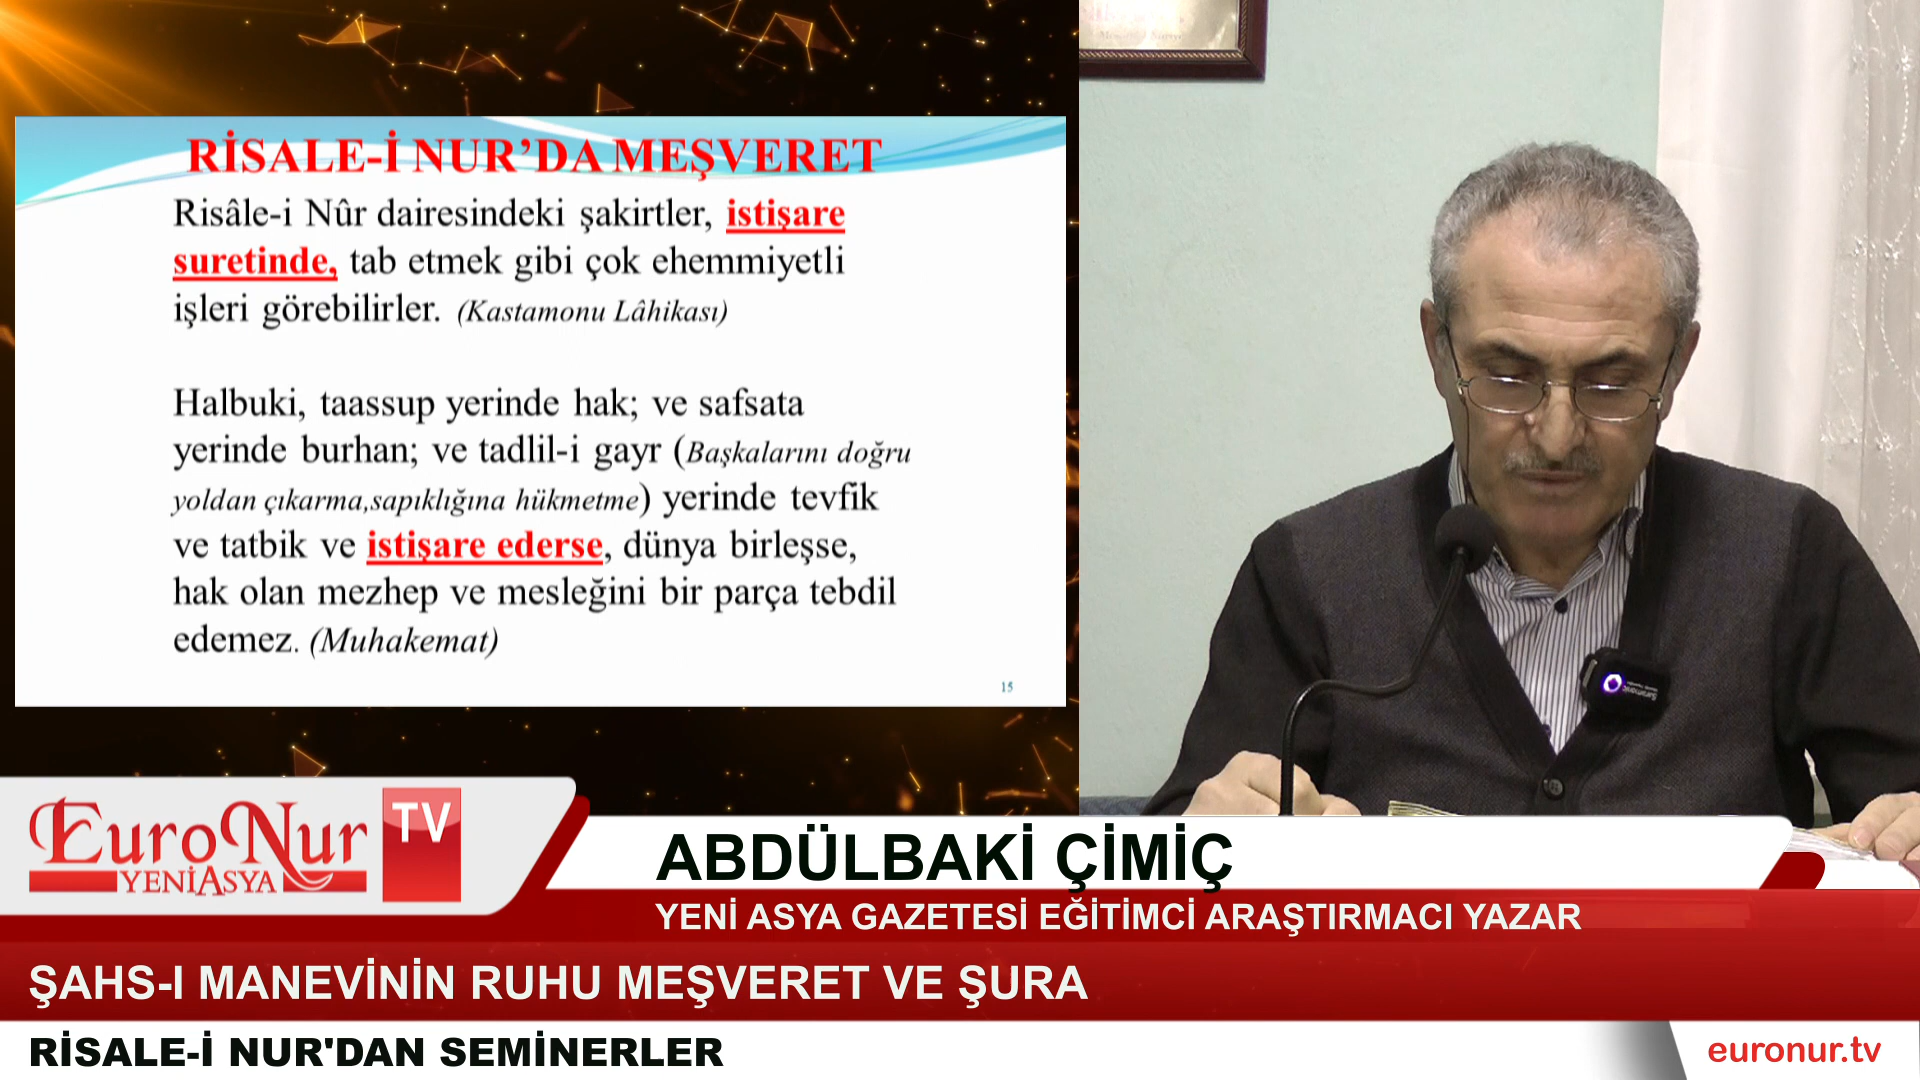 RİSALE-İ NUR’DA MEŞVERET
Risâle-i Nûr dairesindeki şakirtler, istişare
suretinde, tab etmek gibi çok ehemmiyetli
işleri görebilirler. (Kastamonu Lâhikası)
Halbuki, taassup yerinde hak; ve safsata
yerinde burhan; ve tadlil-i gayr (Başkalarını doğru
yoldan çıkarma,sapıklığına hükmetme) yerinde tevfik
ve tatbik ve istişare ederse, dünya birleşse,
hak olan mezhep ve mesleğini bir parça tebdil
edemez. (Muhakemat)
15
Saramonic
EURO NUR TV
YENİASYA
ABDÜLBAKİ ÇİMİÇ
YENİ ASYA GAZETESİ EĞİTİMCİ ARAŞTIRMACI YAZAR
ŞAHS-I MANEVİNİN RUHU MEŞVERET VE ŞURA
RİSALE-İ NUR'DAN SEMİNERLER
euronur.tv